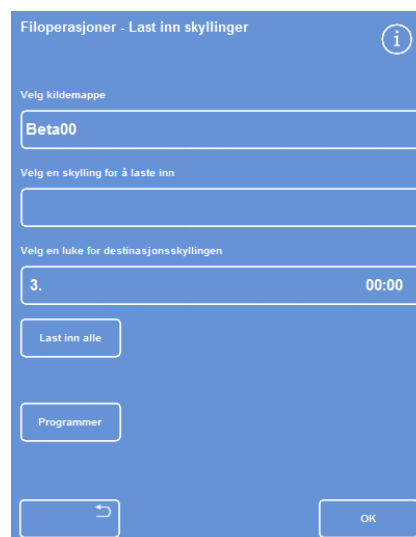 Filoperasjoner - Last inn skyllinger
i
Velg kildemappe
Beta00
Velg en skylling for å laste inn
Velg en luke for destinasjonsskyllingen
3. 00:00
Last inn alle
Programmer
OK